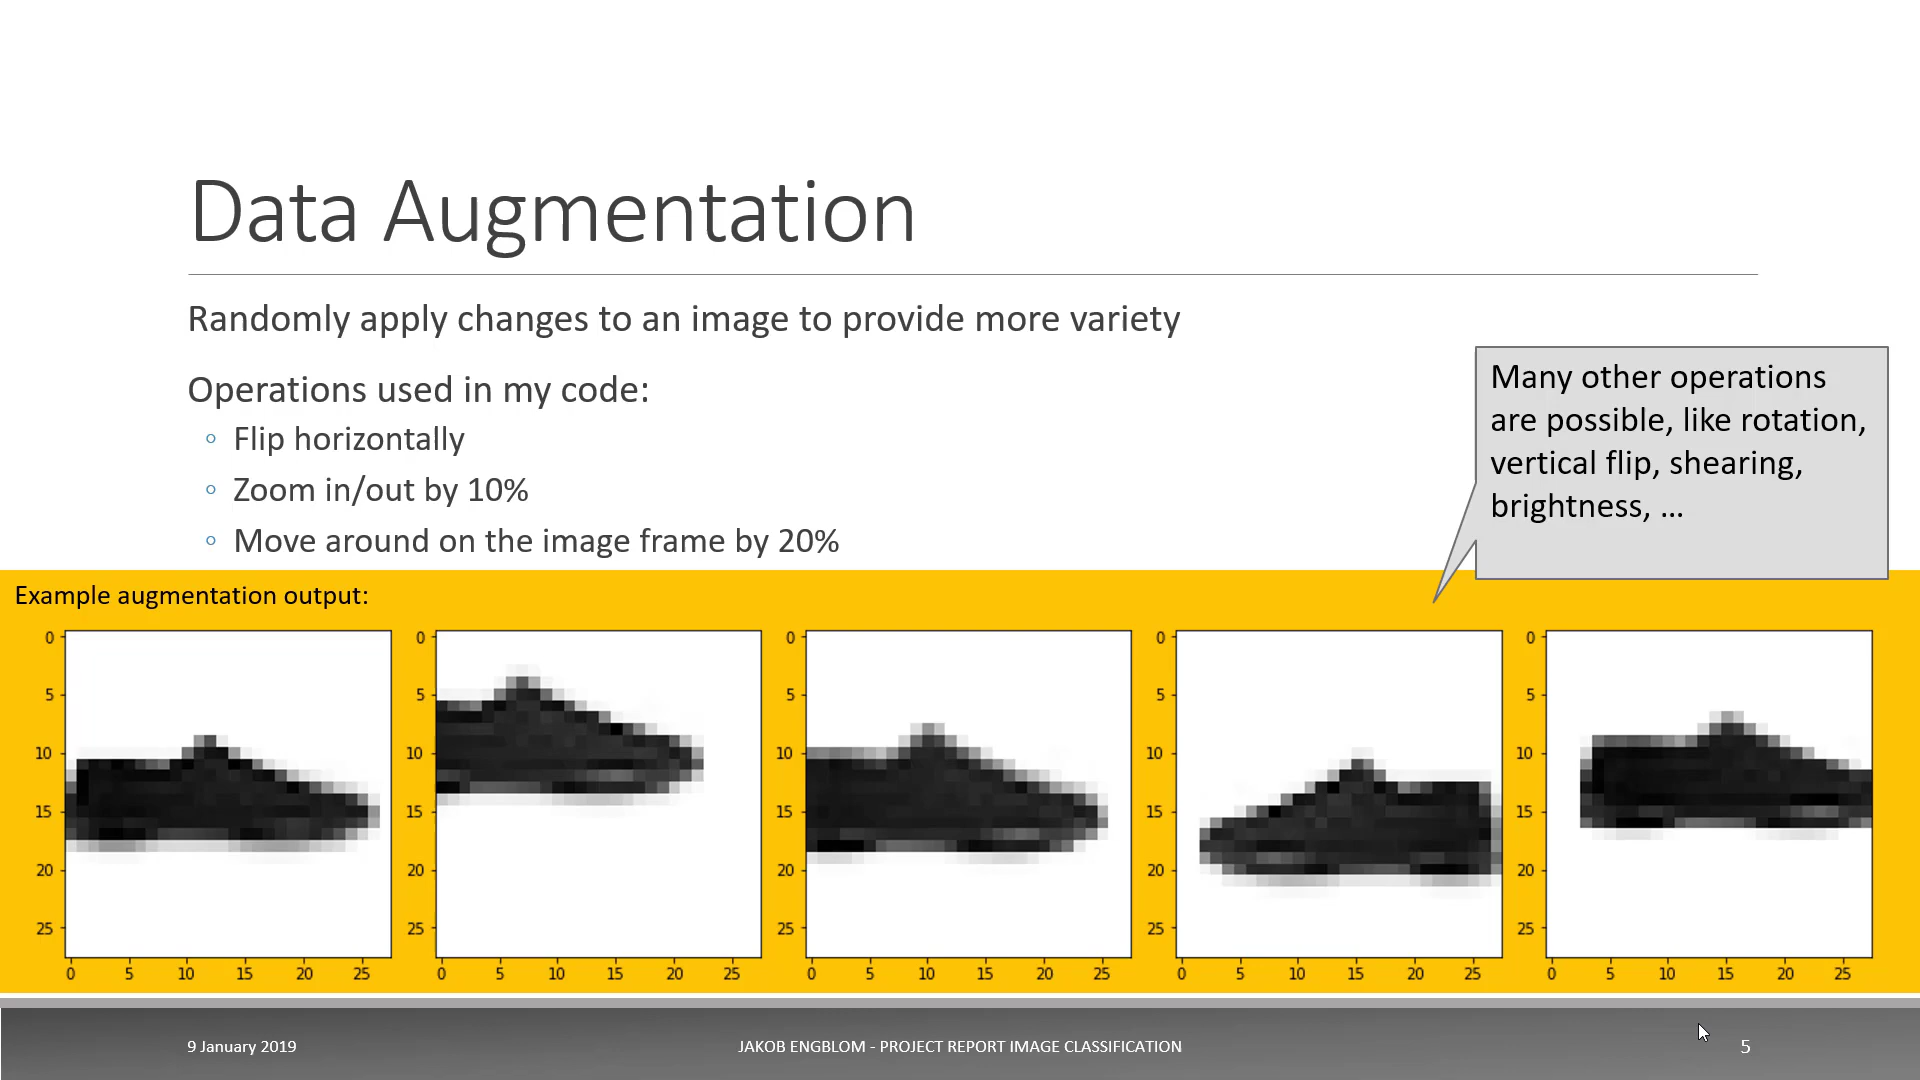 Data Augmentation
Randomly apply changes to an image to provide more variety
Operations used in my code:
◦ Flip horizontally
◦ Zoom in/out by 10%
◦ Move around on the image frame by 20%
Many other operations
are possible, like rotation,
vertical flip, shearing,
brightness, …
Example augmentation output:
0
5
10
15
20
25
0 5 10 15 20 25
0
5
10
15
20
25
0 5 10 15 20 25
0
5
10
15
20
25
0 5 10 15 20 25
0
5
10
15
20
25
0 5 10 15 20 25
0
5
10
15
20
25
0 5 10 15 20 25
9 January 2019
JAKOB ENGBLOM - PROJECT REPORT IMAGE CLASSIFICATION
5